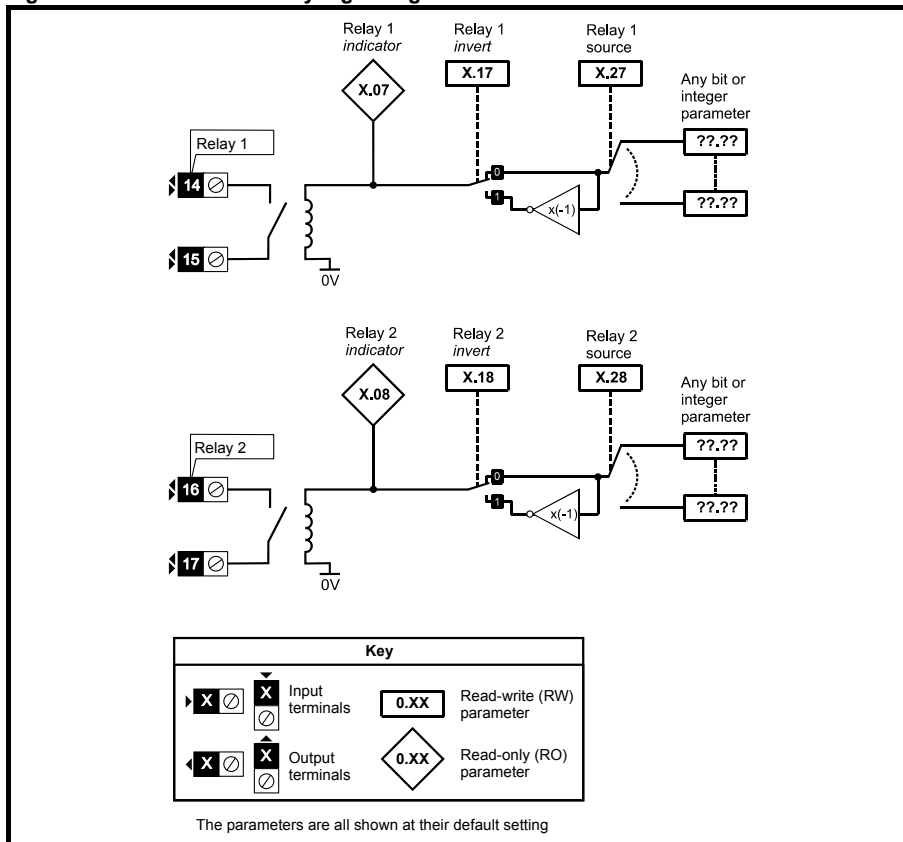 Relay 1
indicator
Relay 1
invert
Relay 1
source
X.07
X.17
X.27
Any bit or
integer
parameter
??.??
??.??
Relay 1
14
15
0
1
x(-1)
0V
Relay 2
indicator
Relay 2
invert
Relay 2
source
X.08
X.18
X.28
Any bit or
integer
parameter
??.??
??.??
Relay 2
16
17
0
1
x(-1)
0V
Key
X
X
Input
terminals
0.XX
Read-write (RW)
parameter
X
X
Output
terminals
0.XX
Read-only (RO)
parameter
The parameters are all shown at their default setting